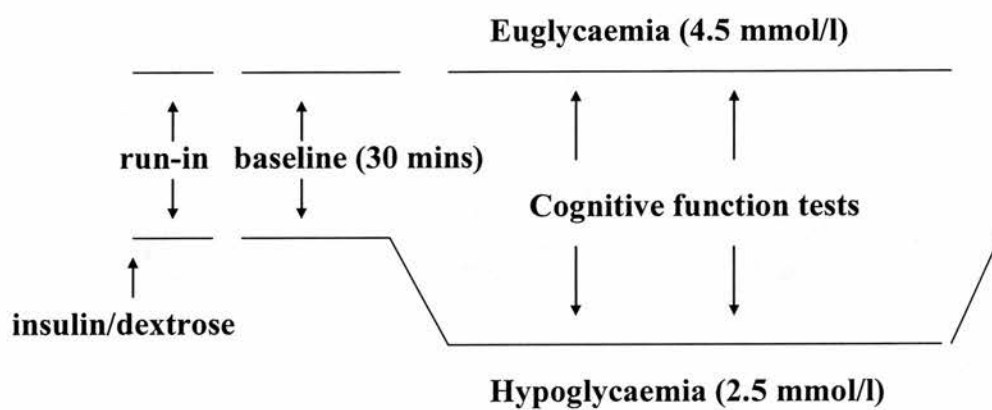 Euglycaemia (4.5 mmol/l)
run-in
baseline (30 mins)
Cognitive function tests
insulin/dextrose
Hypoglycaemia (2.5 mmol/l)